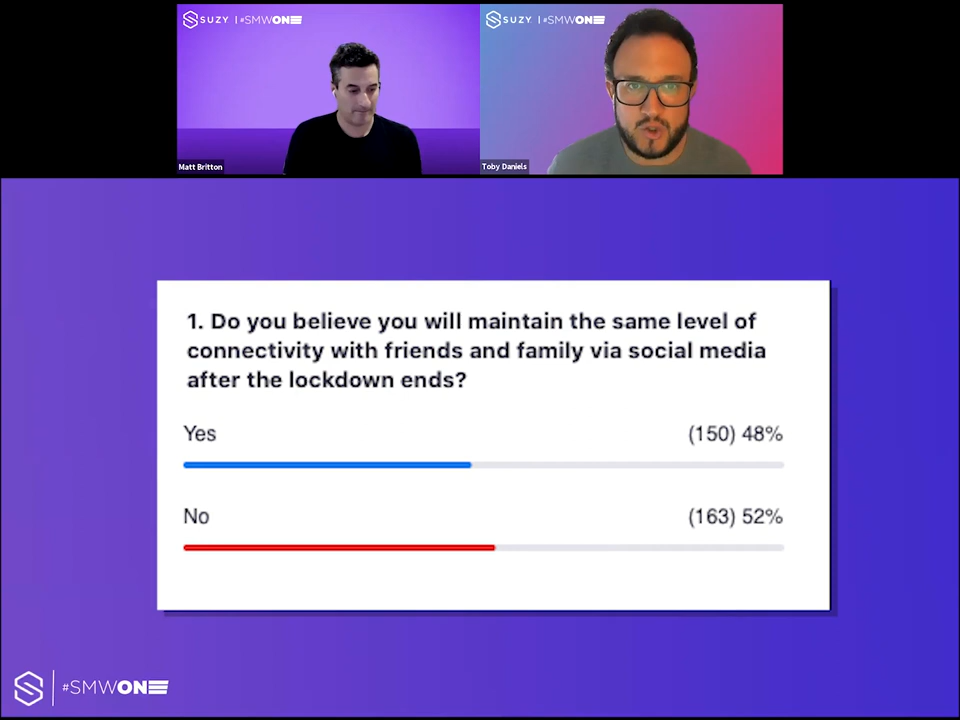 SUZY | #SMWONE
SUZY | #SMWONE
Matt Britton
Toby Daniels
1. Do you believe you will maintain the same level of
connectivity with friends and family via social media
after the lockdown ends?
Yes (150) 48%
No (163) 52%
#SMWONE